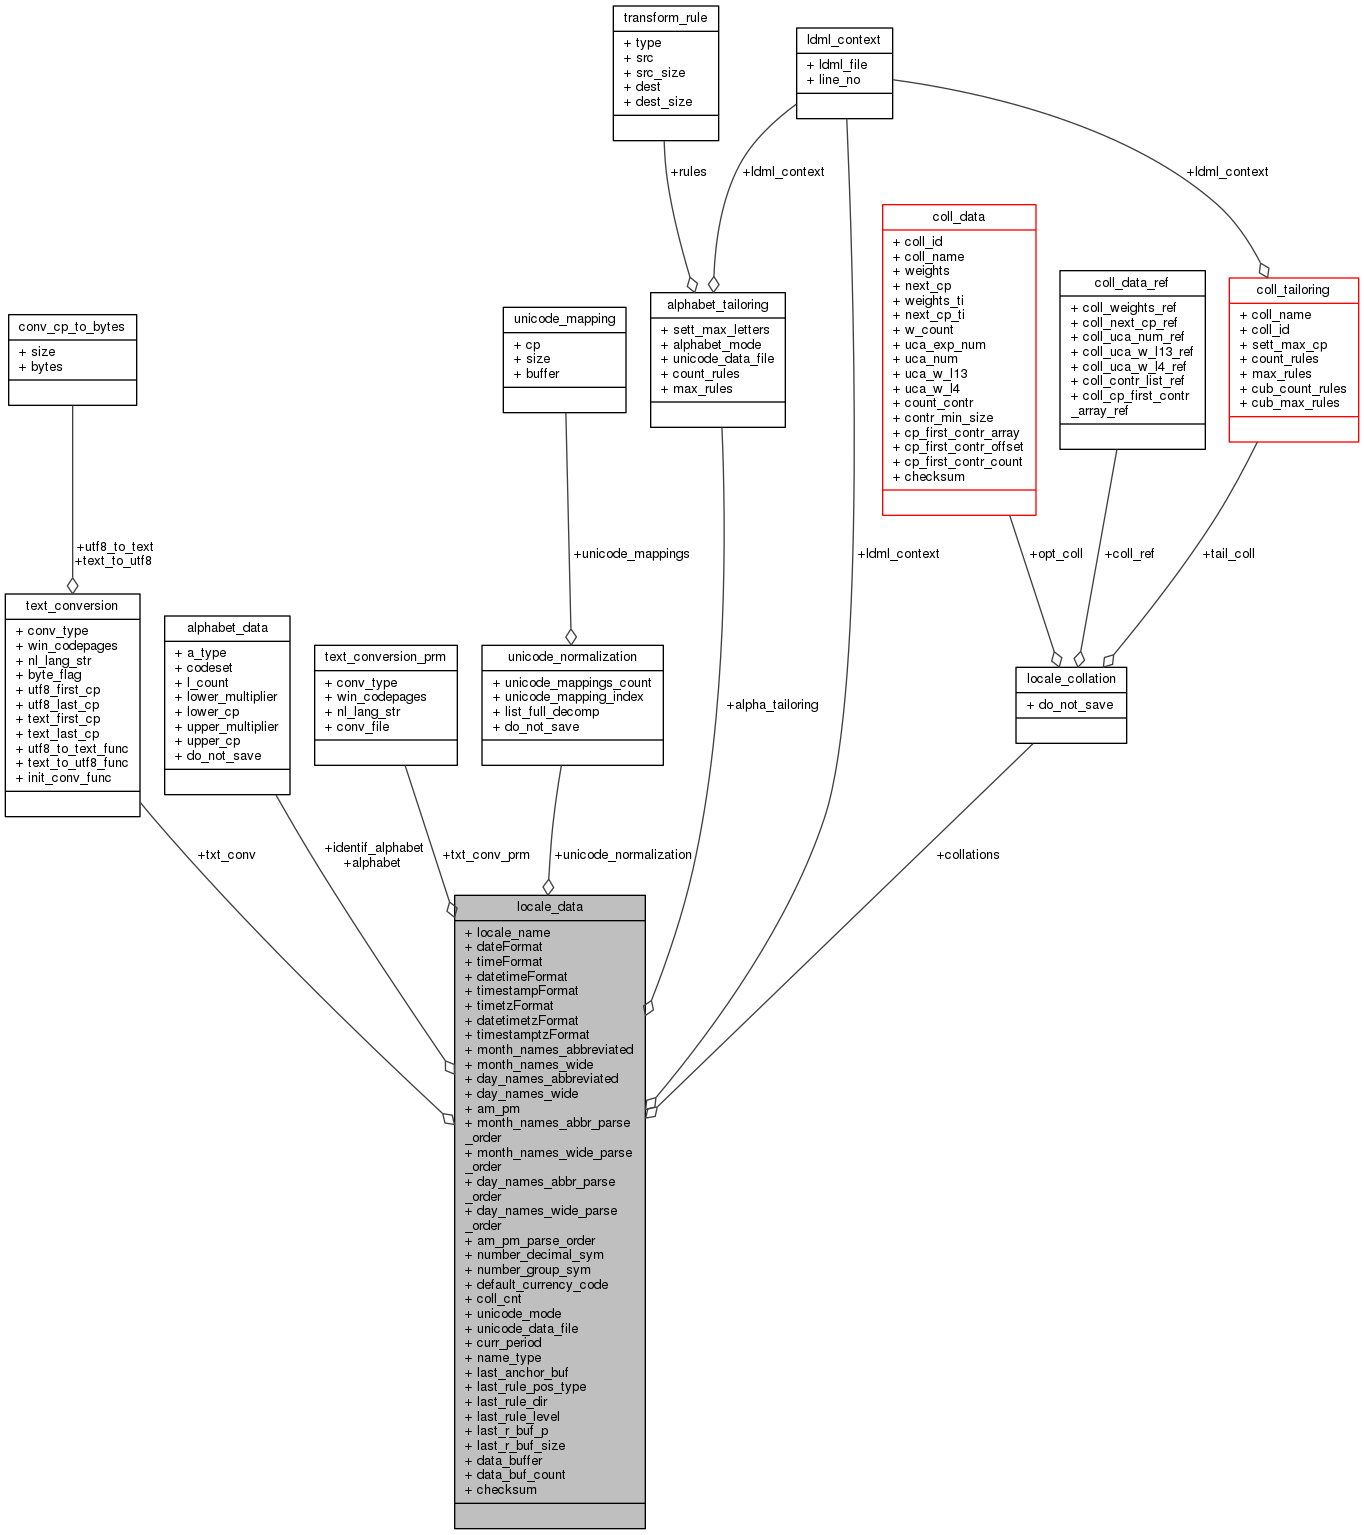 transform_rule
+ type
+ src
+ src_size
+ dest
+ dest_size
ldml_context
+ ldml_file
+ line_no
+rules
+ldml_context
+ldml_context
coll_data
+ coll_id
+ coll_name
+ weights
+ next_cp
+ weights_ti
+ next_cp_ti
+ w_count
+ uca_exp_num
+ uca_num
+ uca_w_l13
+ uca_w_l4
+ count_contr
+ contr_min_size
+ cp_first_contr_array
+ cp_first_contr_offset
+ cp_first_contr_count
+ checksum
coll_data_ref
+ coll_weights_ref
+ coll_next_cp_ref
+ coll_uca_num_ref
+ coll_uca_w_l13_ref
+ coll_uca_w_l4_ref
+ coll_contr_list_ref
+ coll_cp_first_contr
_array_ref
coll_tailoring
+ coll_name
+ coll_id
+ sett_max_cp
+ count_rules
+ max_rules
+ cub_count_rules
+ cub_max_rules
alphabet_tailoring
+ sett_max_letters
+ alphabet_mode
+ unicode_data_file
+ count_rules
+ max_rules
unicode_mapping
+ cp
+ size
+ buffer
conv_cp_to_bytes
+ size
+ bytes
+utf8_to_text
+text_to_utf8
+unicode_mappings
+ldml_context
+opt_coll
+coll_ref
+tail_coll
text_conversion
+ conv_type
+ win_codepages
+ nl_lang_str
+ byte_flag
+ utf8_first_cp
+ utf8_last_cp
+ text_first_cp
+ text_last_cp
+ utf8_to_text_func
+ text_to_utf8_func
+ init_conv_func
alphabet_data
+ a_type
+ codeset
+ l_count
+ lower_multiplier
+ lower_cp
+ upper_multiplier
+ upper_cp
+ do_not_save
text_conversion_prm
+ conv_type
+ win_codepages
+ nl_lang_str
+ conv_file
unicode_normalization
+ unicode_mappings_count
+ unicode_mapping_index
+ list_full_decomp
+ do_not_save
locale_collation
+ do_not_save
+alpha_tailoring
+txt_conv
+identif_alphabet
+alphabet
+txt_conv_prm
+unicode_normalization
+collations
locale_data
+ locale_name
+ dateFormat
+ timeFormat
+ datetimeFormat
+ timestampFormat
+ timetzFormat
+ datetimetzFormat
+ timestamptzFormat
+ month_names_abbreviated
+ month_names_wide
+ day_names_abbreviated
+ day_names_wide
+ am_pm
+ month_names_abbr_parse
_order
+ month_names_wide_parse
_order
+ day_names_abbr_parse
_order
+ day_names_wide_parse
_order
+ am_pm_parse_order
+ number_decimal_sym
+ number_group_sym
+ default_currency_code
+ coll_cnt
+ unicode_mode
+ unicode_data_file
+ curr_period
+ name_type
+ last_anchor_buf
+ last_rule_pos_type
+ last_rule_dir
+ last_rule_level
+ last_r_buf_p
+ last_r_buf_size
+ data_buffer
+ data_buf_count
+ checksum